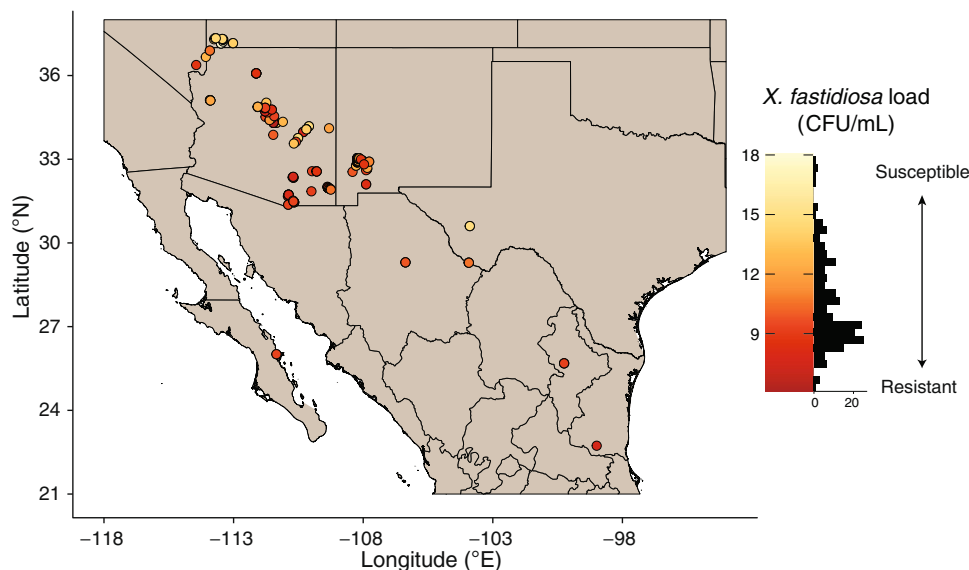 36
33
30
27
24
21
Latitude (°N)
−118
−113
−108
−103
−98
Longitude (°E)
X. fastidiosa load
(CFU/mL)
18
15
12
9
0
20
Susceptible
Resistant